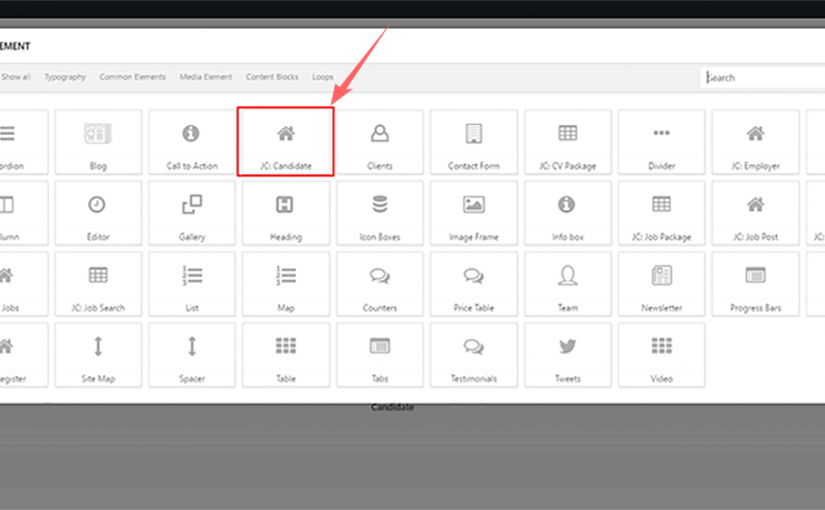 EMENT
Show all Typography Common Elements Media Element Content Blocks Loops Search
ordion Blog Call to Action JC: Candidate Clients Contact Form JC: CV Package Divider JC: Employer
lumn Editor Gallery Heading Icon Boxes Image Frame Info box JC: Job Package JC: Job Post JC:
Jobs JC: Job Search List Map Counters Price Table Team Newsletter Progress Bars
egister Site Map Spacer Table Tabs Testimonials Tweets Video
Candidate